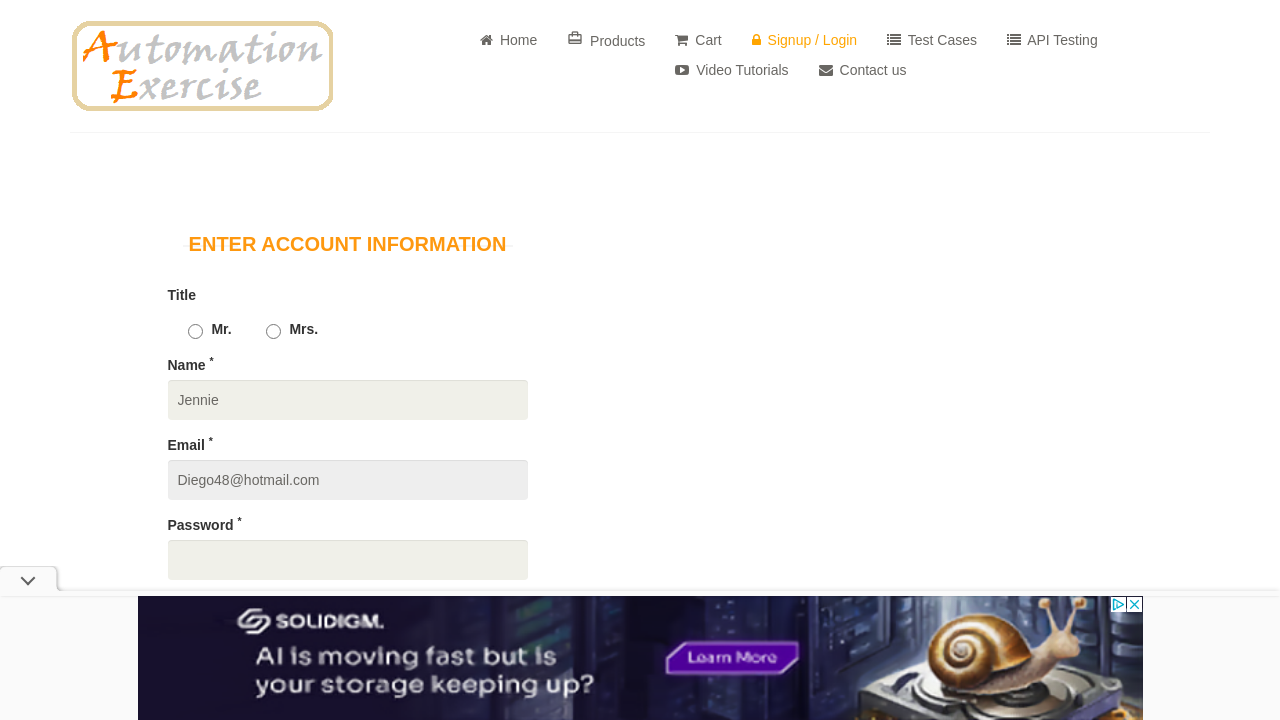 Automation
Exercise
Home
Products
Cart
Signup / Login
Test Cases
API Testing
Video Tutorials
Contact us
ENTER ACCOUNT INFORMATION
Title
Mr.
Mrs.
Name *
Jennie
Email *
Diego48@hotmail.com
Password *
SOLIDIGM.
AI is moving fast but is
your storage keeping up?
Learn More